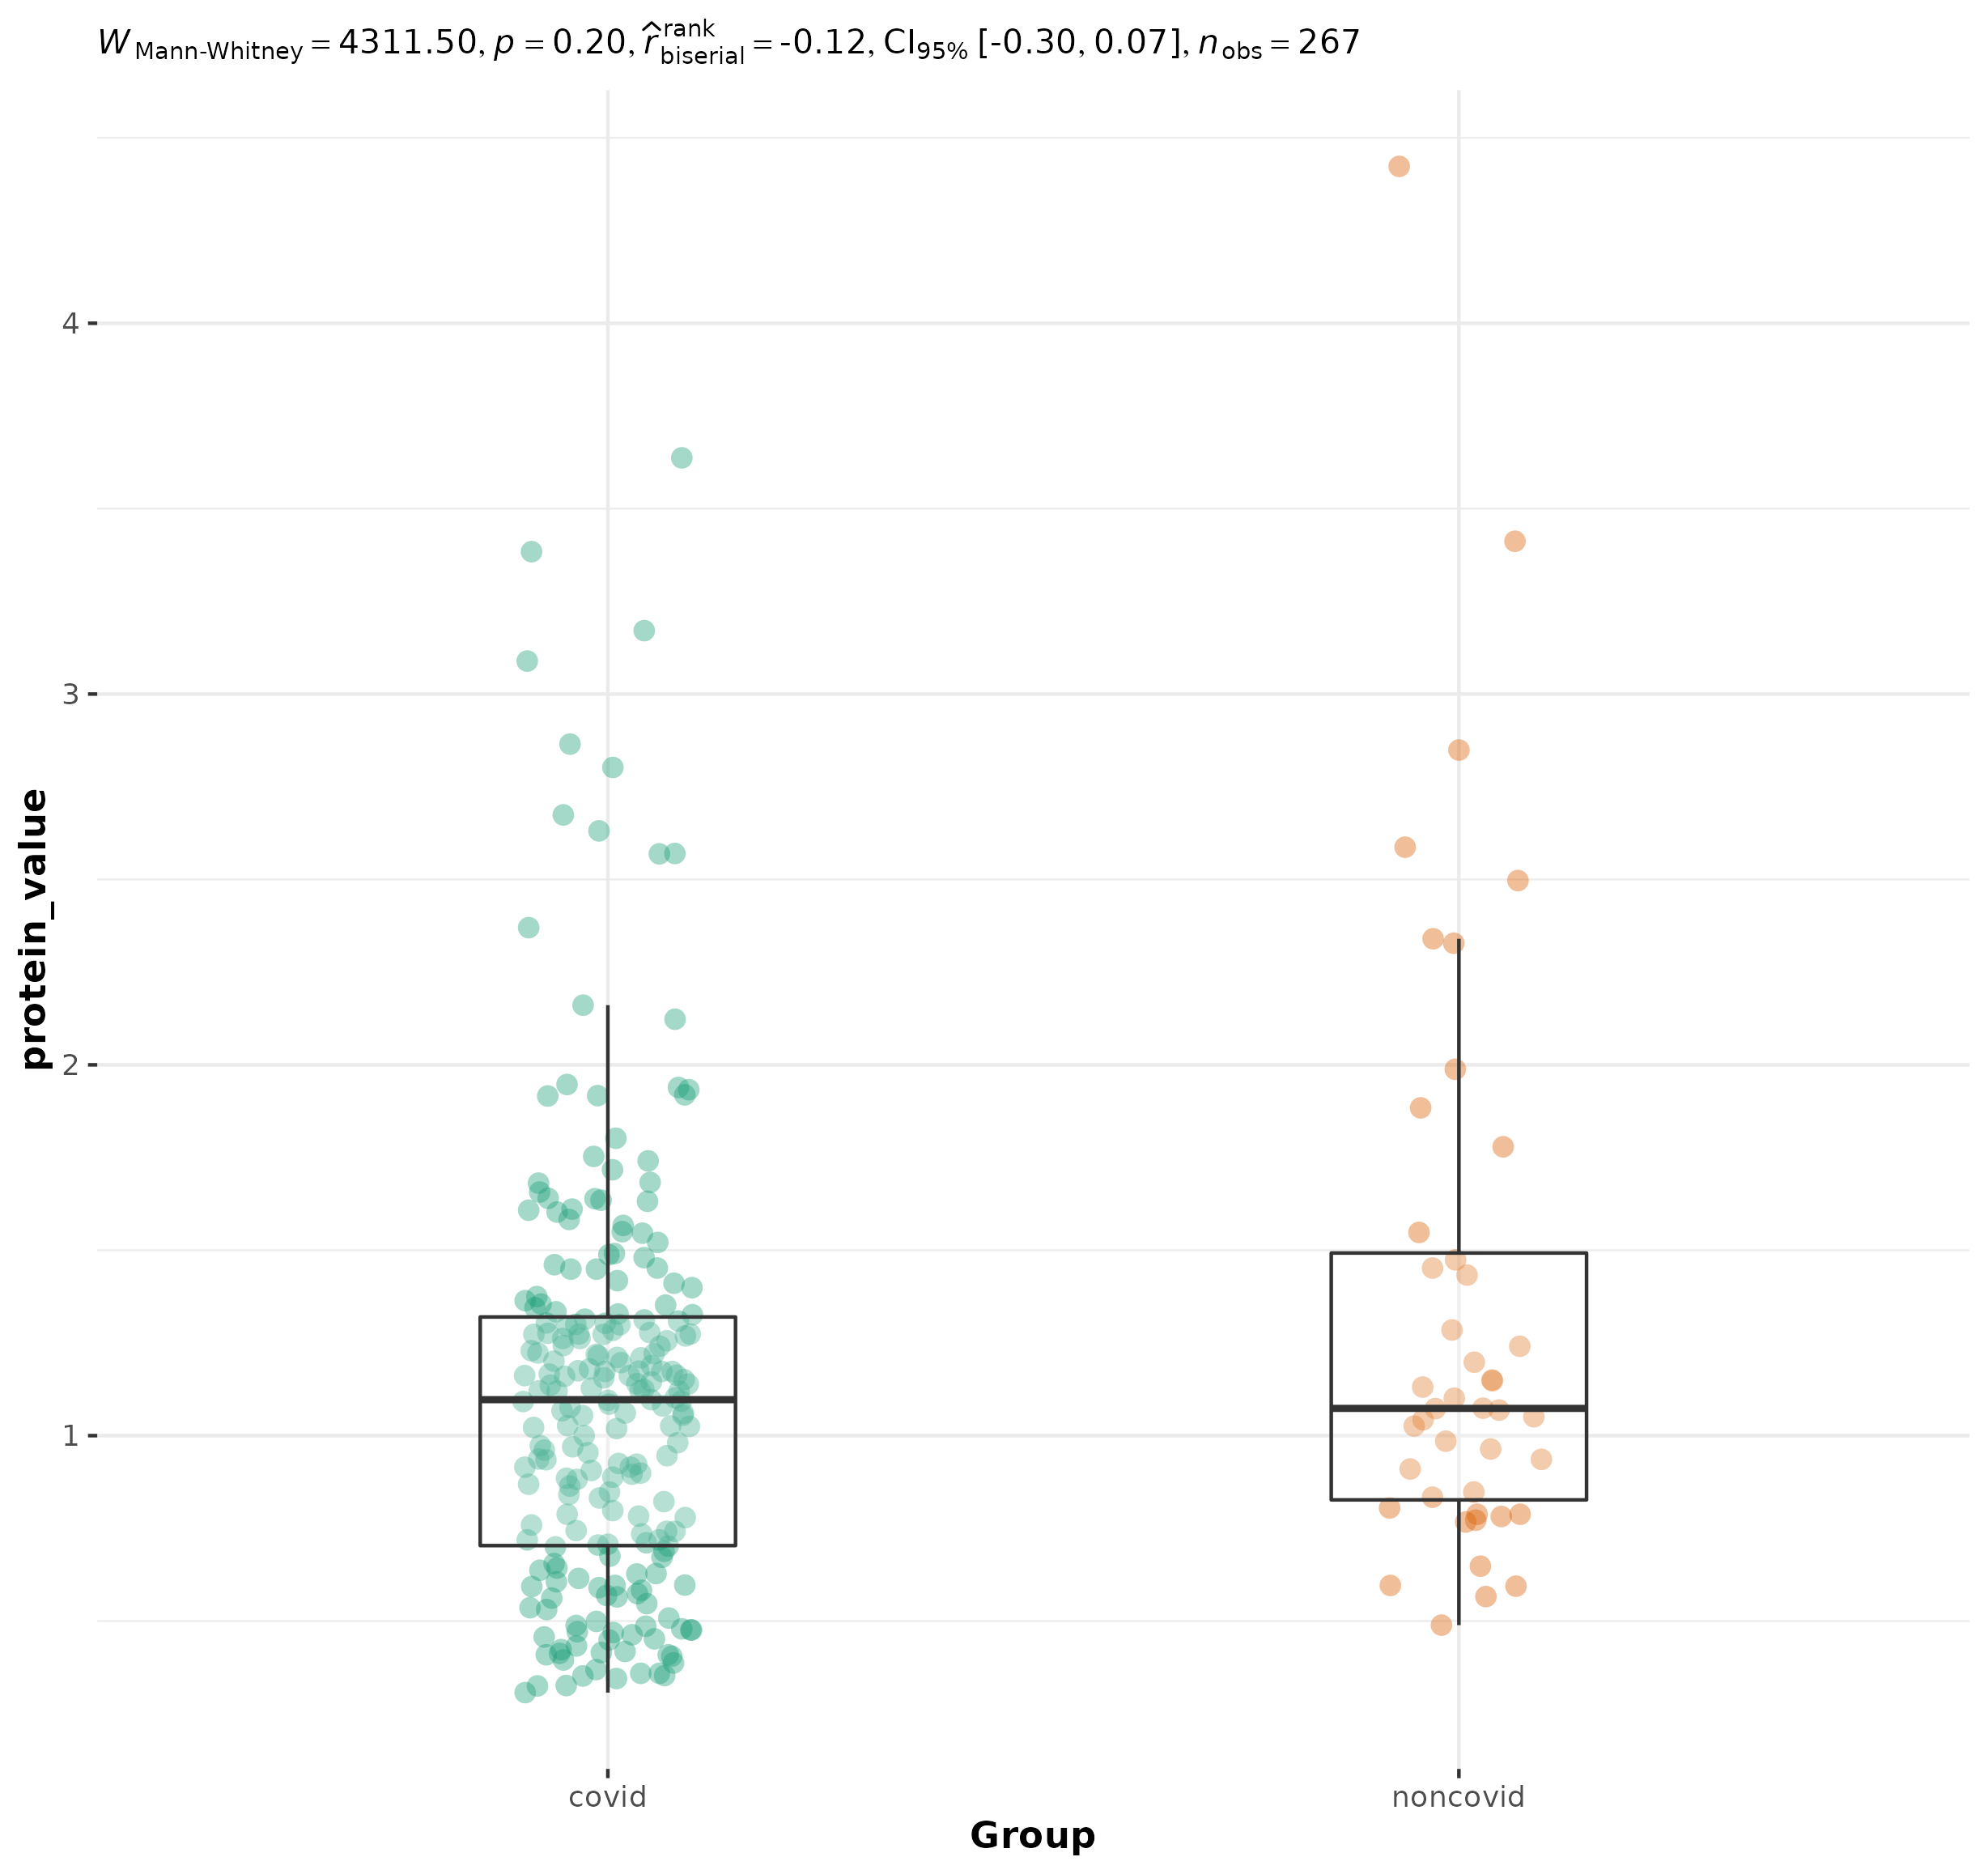 W Mann-Whitney = 4311.50, p = 0.20, r̂ rank biserial = -0.12, CI95% [-0.30, 0.07], nobs = 267
4
3
2
1
protein_value
covid noncovid
Group